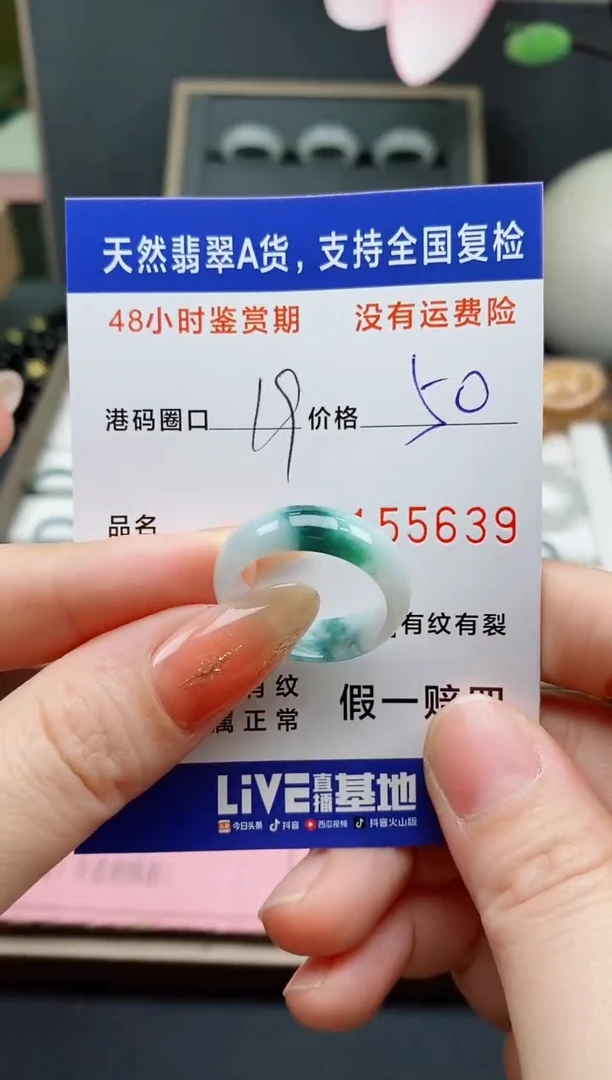 天然翡翠A货，支持全国复检
48小时鉴赏期 没有运费险
港码圈口 19 价格 50
品名 155639
有纹有裂
有纹
属正常 假一赔四
LiVE直播基地
今日头条 抖音 西瓜视频 抖音火山版